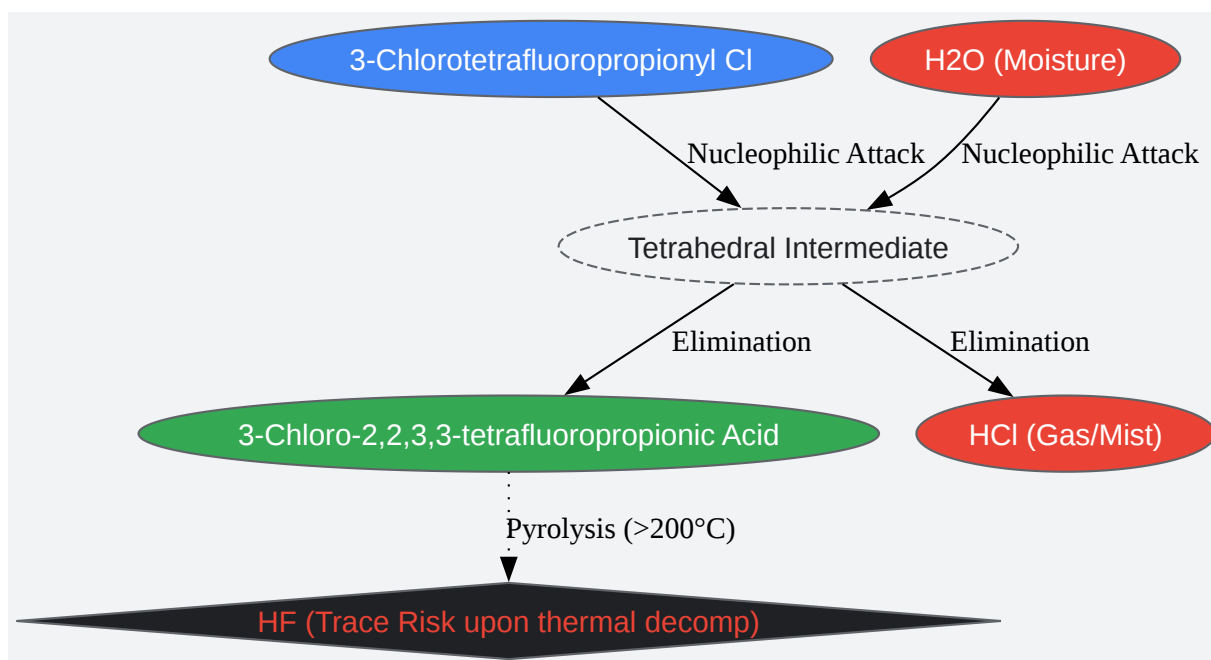 3-Chlorotetrafluoropropionyl Cl
H2O (Moisture)
Nucleophilic Attack
Nucleophilic Attack
Tetrahedral Intermediate
Elimination
Elimination
3-Chloro-2,2,3,3-tetrafluoropropionic Acid
HCl (Gas/Mist)
Pyrolysis (>200°C)
HF (Trace Risk upon thermal decomp)